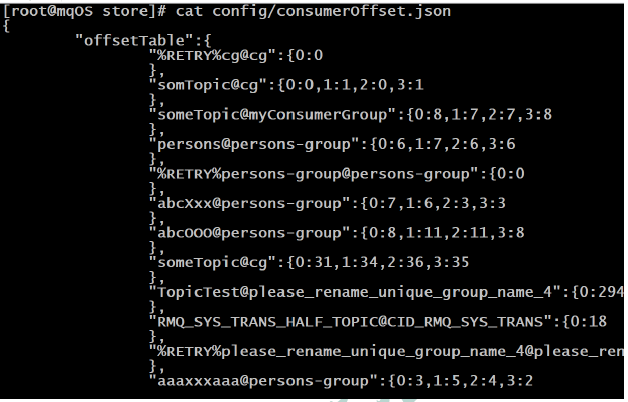 [root@mqOS store]# cat config/consumerOffset.json
{
"offsetTable":{
"%RETRY%cg@cg":{0:0
},
"somTopic@cg":{0:0,1:1,2:0,3:1
},
"someTopic@myConsumerGroup":{0:8,1:7,2:7,3:8
},
"persons@persons-group":{0:6,1:7,2:6,3:6
},
"%RETRY%persons-group@persons-group":{0:0
},
"abcXxx@persons-group":{0:7,1:6,2:3,3:3
},
"abcOOO@persons-group":{0:8,1:11,2:11,3:8
},
"someTopic@cg":{0:31,1:34,2:36,3:35
},
"TopicTest@please_rename_unique_group_name_4":{0:294
},
"RMQ_SYS_TRANS_HALF_TOPIC@CID_RMQ_SYS_TRANS":{0:18
},
"%RETRY%please_rename_unique_group_name_4@please_ren
},
"aaaxxxaaa@persons-group":{0:3,1:5,2:4,3:2